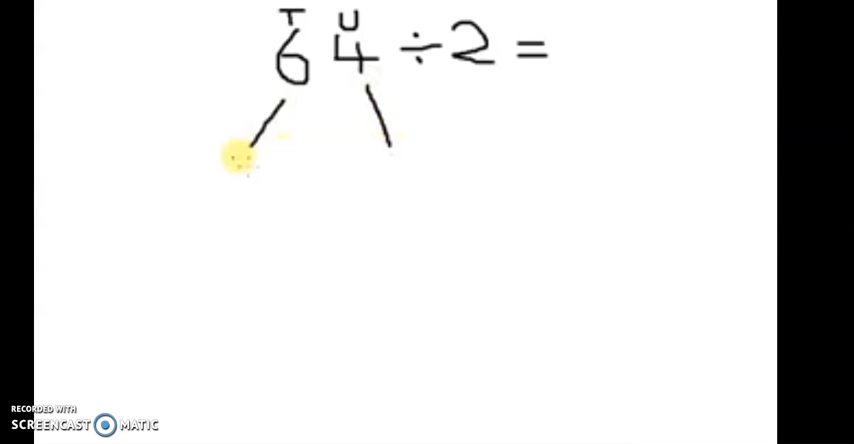 T U
64÷2=
RECORDED WITH
SCREENCAST MATIC